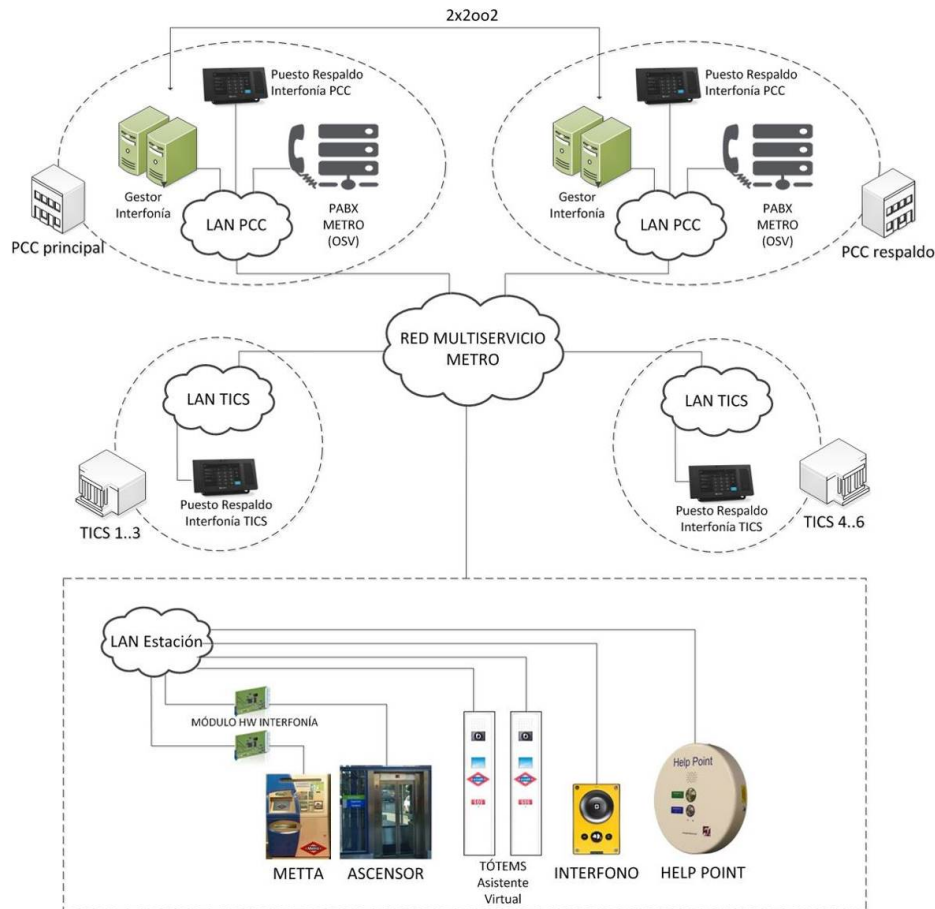 2x2oo2
Puesto Respaldo
Interfonía PCC
Gestor
Interfonía
LAN PCC
PABX
METRO
(OSV)
PCC principal
Puesto Respaldo
Interfonía PCC
Gestor
Interfonía
LAN PCC
PABX
METRO
(OSV)
PCC respaldo
RED MULTISERVICIO
METRO
LAN TICS
Puesto Respaldo
Interfonía TICS
TICS 1..3
LAN TICS
Puesto Respaldo
Interfonía TICS
TICS 4..6
LAN Estación
MÓDULO HW INTERFONÍA
Help Point
METTA
ASCENSOR
TÓTEMS
Asistente
Virtual
INTERFONO
HELP POINT